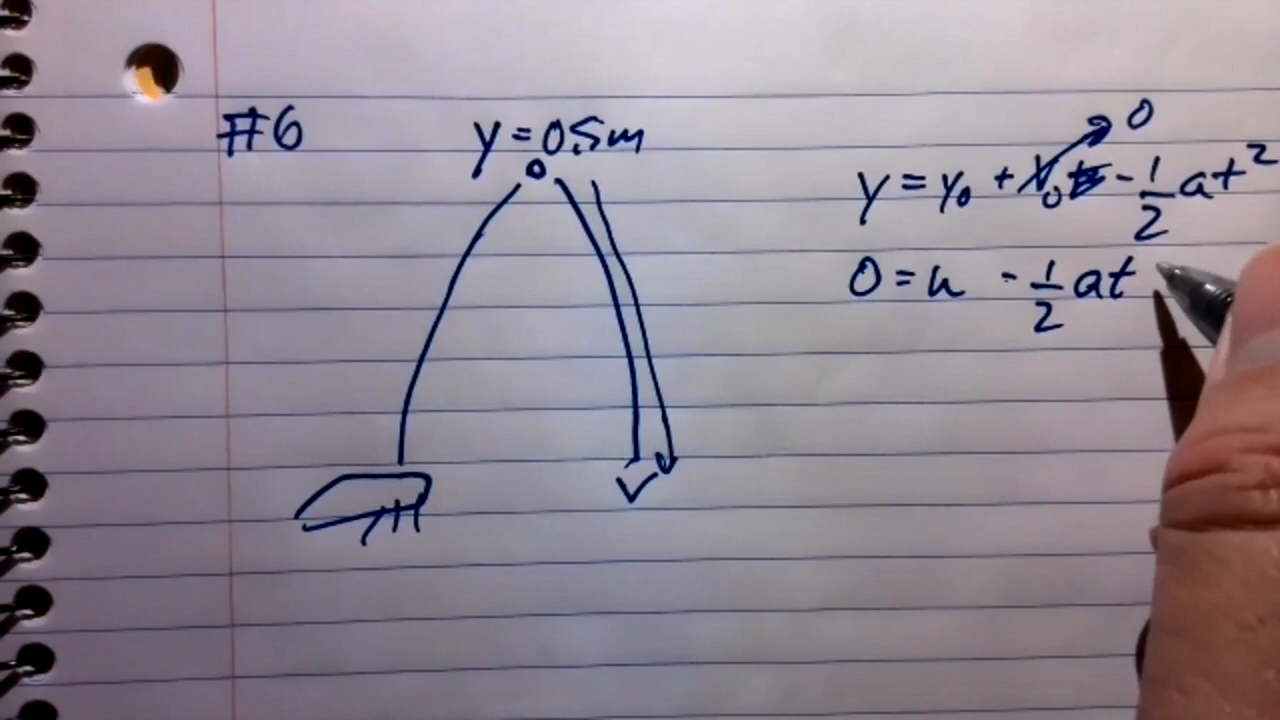 #6
y = 0.5m
y = y₀ + v₀t - 1/2 at²
0
0 = h - 1/2 at